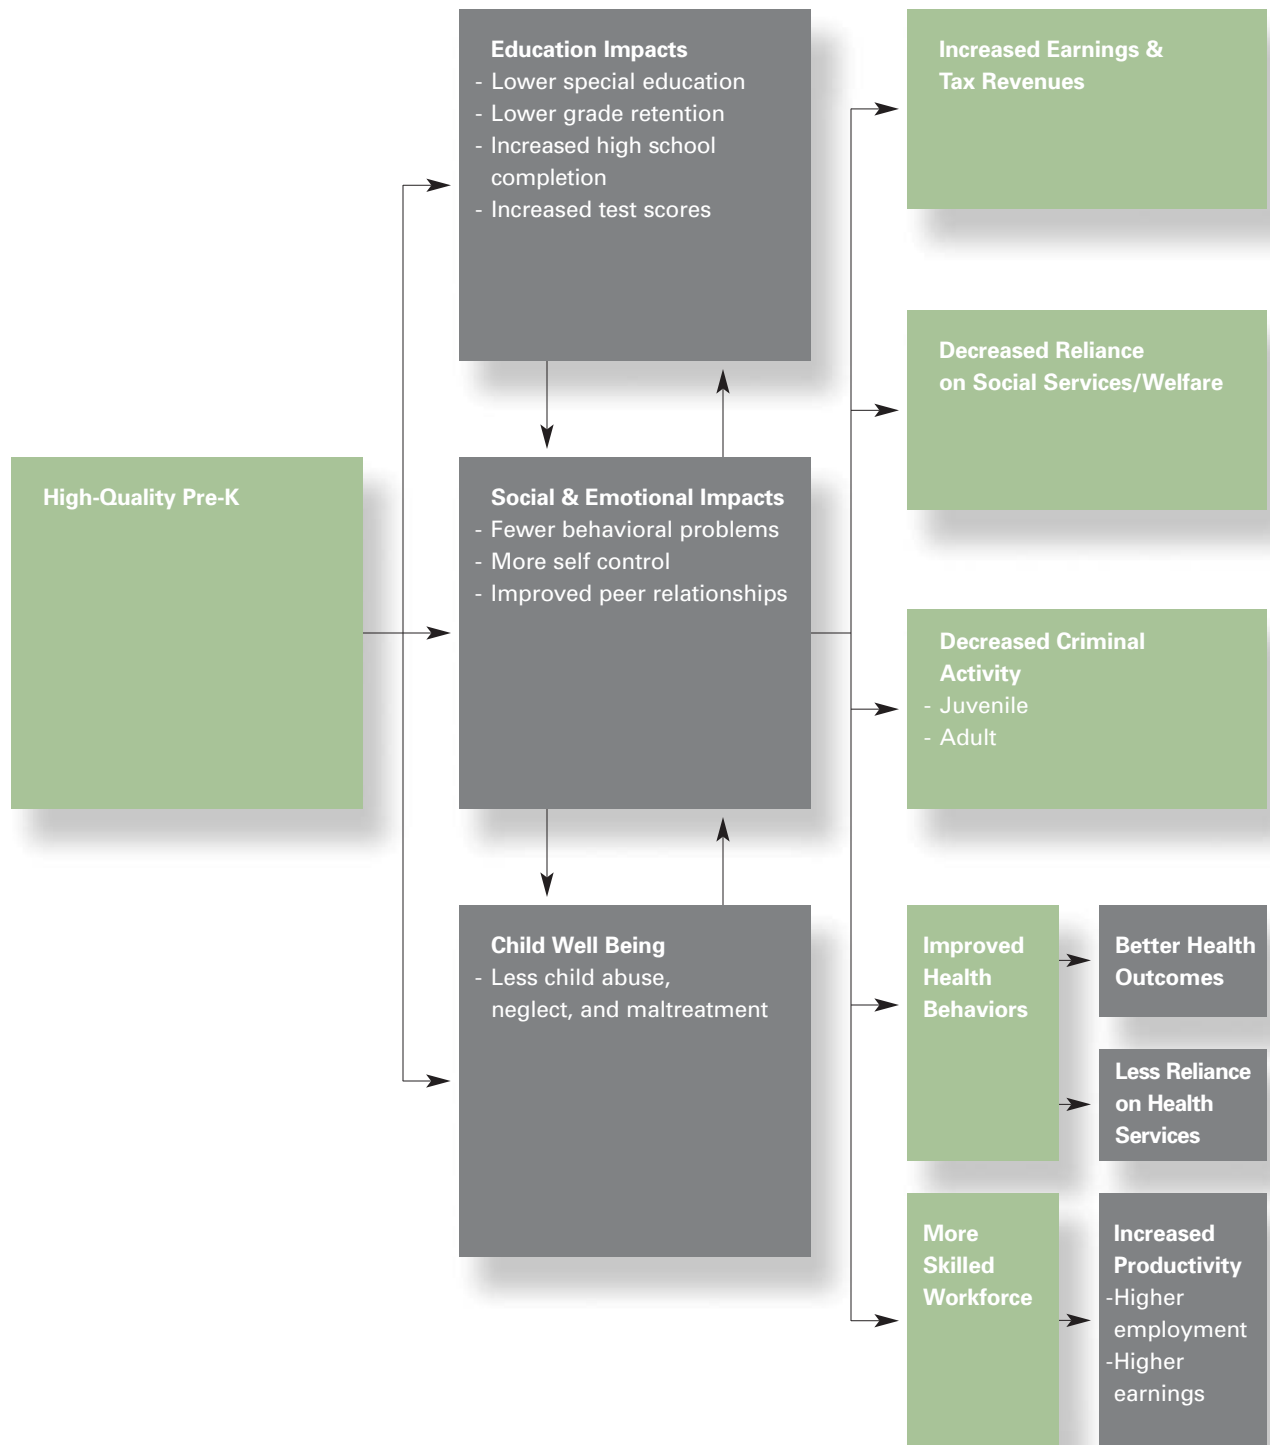 High-Quality Pre-K
Education Impacts
- Lower special education
- Lower grade retention
- Increased high school
completion
- Increased test scores
Social & Emotional Impacts
- Fewer behavioral problems
- More self control
- Improved peer relationships
Child Well Being
- Less child abuse,
neglect, and maltreatment
Increased Earnings &
Tax Revenues
Decreased Reliance
on Social Services/Welfare
Decreased Criminal
Activity
- Juvenile
- Adult
Improved
Health
Behaviors
Better Health
Outcomes
Less Reliance
on Health
Services
More
Skilled
Workforce
Increased
Productivity
-Higher
employment
-Higher
earnings